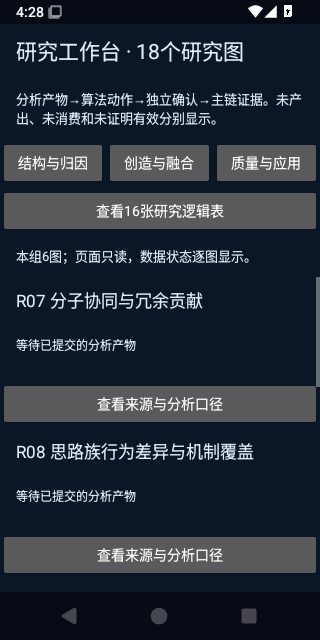 4:28
研究工作台 · 18个研究图
分析产物→算法动作→独立确认→主链证据。未产
出、未消费和未证明有效分别显示。
结构与归因 创造与融合 质量与应用
查看16张研究逻辑表
本组6图；页面只读，数据状态逐图显示。
R07 分子协同与冗余贡献
等待已提交的分析产物
查看来源与分析口径
R08 思路族行为差异与机制覆盖
等待已提交的分析产物
查看来源与分析口径